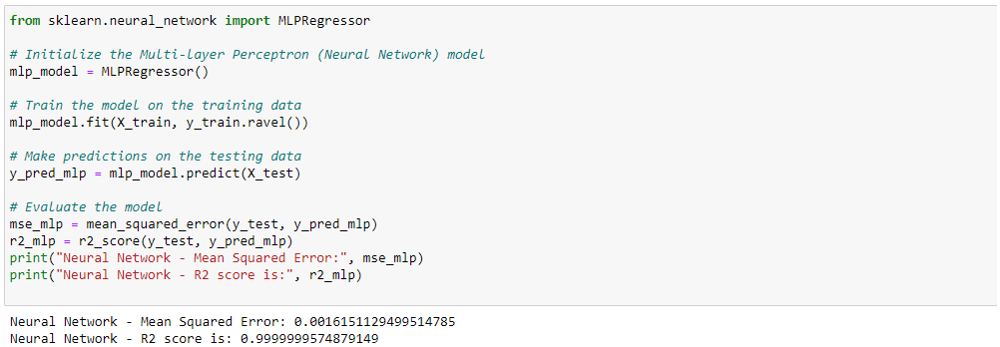 from sklearn.neural_network import MLPRegressor
# Initialize the Multi-layer Perceptron (Neural Network) model
mlp_model = MLPRegressor()
# Train the model on the training data
mlp_model.fit(X_train, y_train.ravel())
# Make predictions on the testing data
y_pred_mlp = mlp_model.predict(X_test)
# Evaluate the model
mse_mlp = mean_squared_error(y_test, y_pred_mlp)
r2_mlp = r2_score(y_test, y_pred_mlp)
print("Neural Network - Mean Squared Error:", mse_mlp)
print("Neural Network - R2 score is:", r2_mlp)
Neural Network - Mean Squared Error: 0.0016151129499514785
Neural Network - R2 score is: 0.9999999574879149